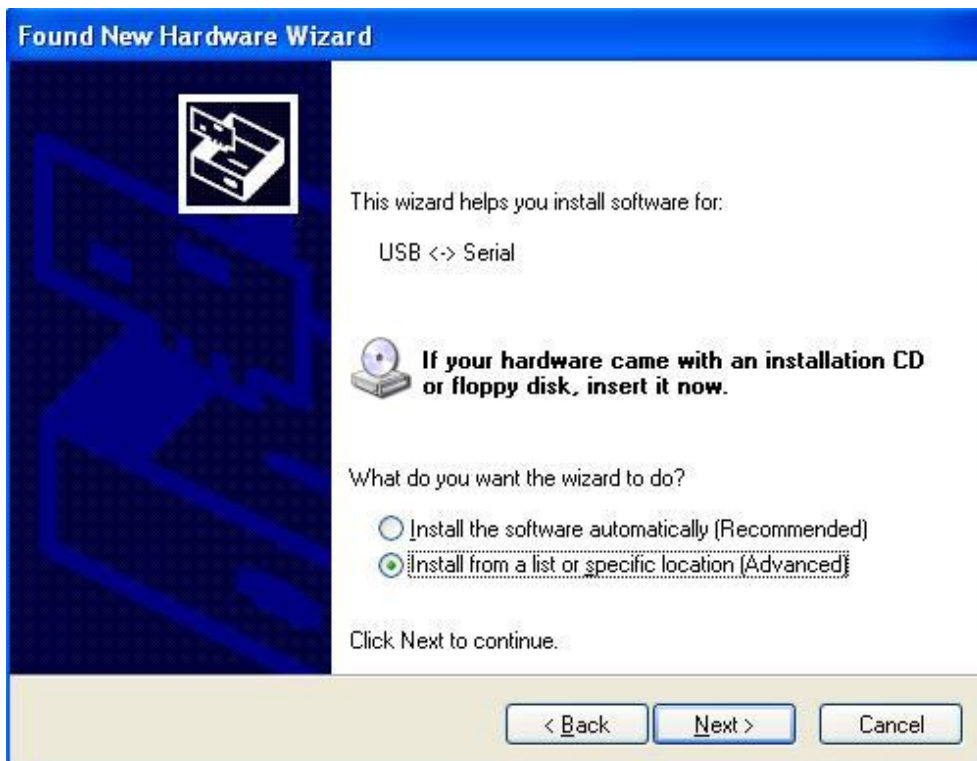 Found New Hardware Wizard
This wizard helps you install software for:
USB <-> Serial
If your hardware came with an installation CD
or floppy disk, insert it now.
What do you want the wizard to do?
Install the software automatically (Recommended)
Install from a list or specific location (Advanced)
Click Next to continue.
< Back
Next >
Cancel